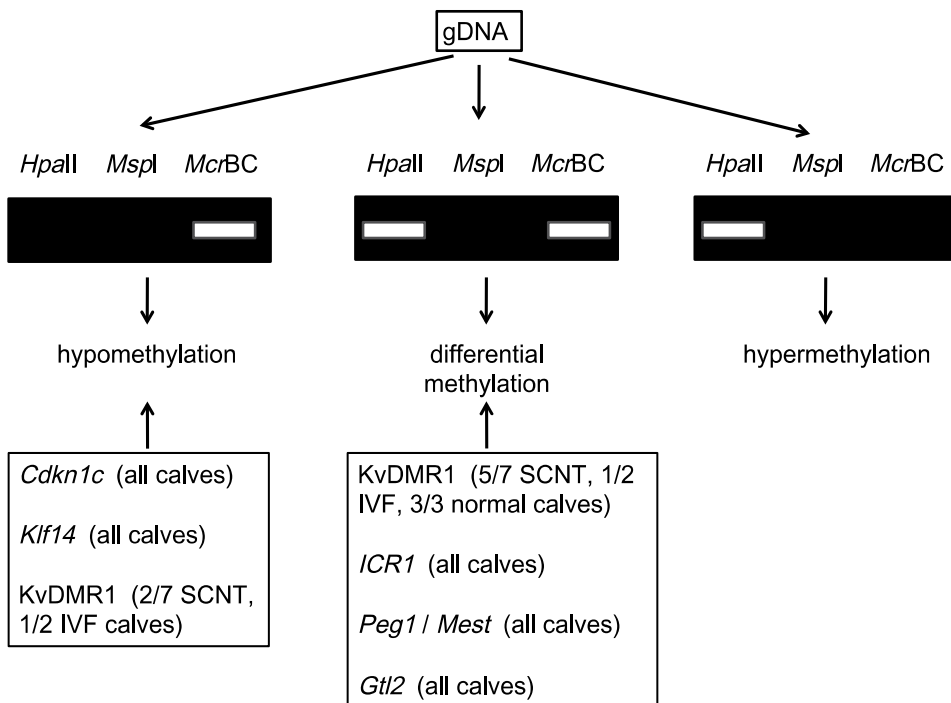 gDNA
HpaII MspI McrBC
HpaII MspI McrBC
HpaII MspI McrBC
hypomethylation
differential
methylation
hypermethylation
Cdkn1c (all calves)
Klf14 (all calves)
KvDMR1 (2/7 SCNT,
1/2 IVF calves)
KvDMR1 (5/7 SCNT, 1/2
IVF, 3/3 normal calves)
ICR1 (all calves)
Peg1 / Mest (all calves)
Gtl2 (all calves)